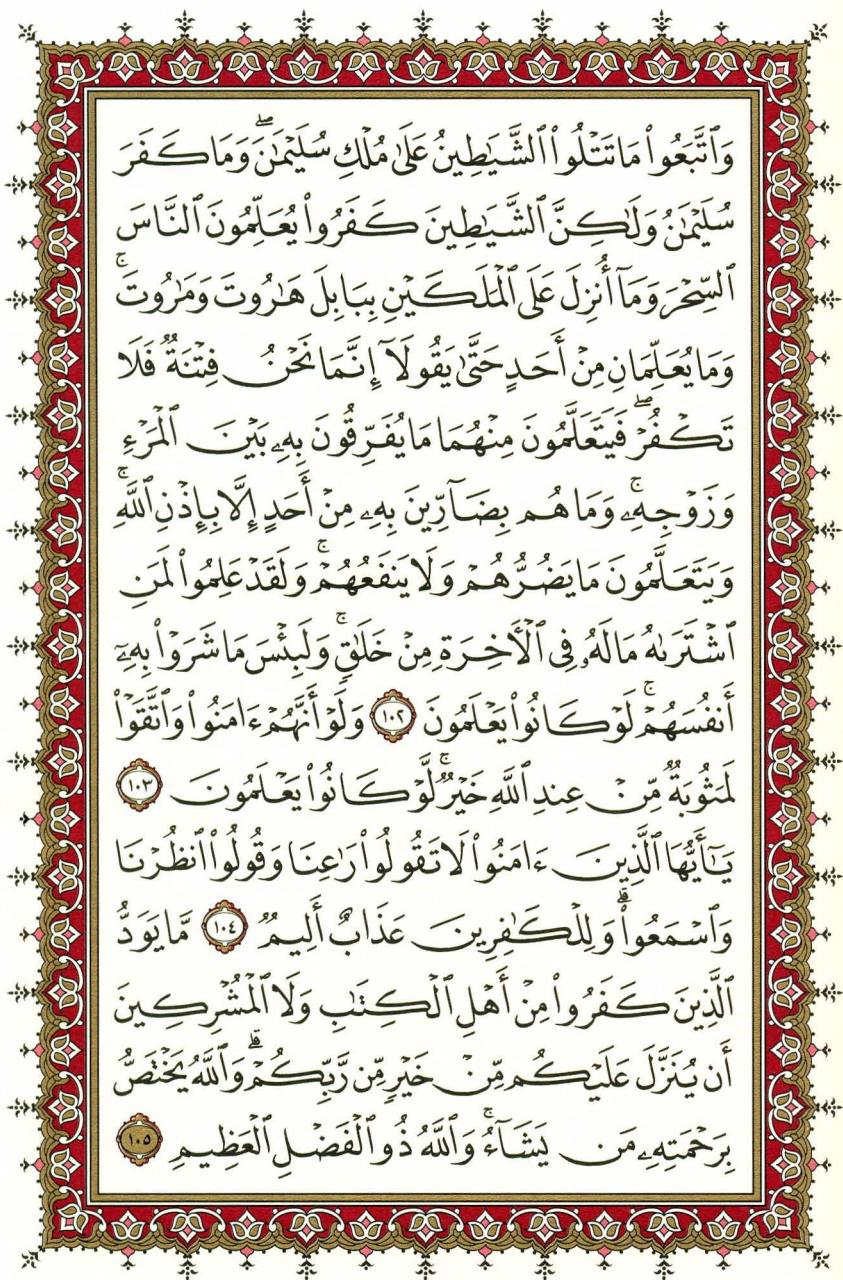 وَٱتَّبَعُوا۟ مَا تَتْلُوا۟ ٱلشَّيَـٰطِينُ عَلَىٰ مُلْكِ سُلَيْمَـٰنَ ۖ وَمَا كَفَرَ
سُلَيْمَـٰنُ وَلَـٰكِنَّ ٱلشَّيَـٰطِينَ كَفَرُوا۟ يُعَلِّمُونَ ٱلنَّاسَ
ٱلسِّحْرَ وَمَآ أُنزِلَ عَلَى ٱلْمَلَكَيْنِ بِبَابِلَ هَـٰرُوتَ وَمَـٰرُوتَ ۚ
وَمَا يُعَلِّمَانِ مِنْ أَحَدٍ حَتَّىٰ يَقُولَآ إِنَّمَا نَحْنُ فِتْنَةٌ فَلَا
تَكْفُرْ ۖ فَيَتَعَلَّمُونَ مِنْهُمَا مَا يُفَرِّقُونَ بِهِۦ بَيْنَ ٱلْمَرْءِ
وَزَوْجِهِۦ ۚ وَمَا هُم بِضَآرِّينَ بِهِۦ مِنْ أَحَدٍ إِلَّا بِإِذْنِ ٱللَّهِ ۚ
وَيَتَعَلَّمُونَ مَا يَضُرُّهُمْ وَلَا يَنفَعُهُمْ ۚ وَلَقَدْ عَلِمُوا۟ لَمَنِ
ٱشْتَرَىٰهُ مَا لَهُۥ فِى ٱلْـَٔاخِرَةِ مِنْ خَلَـٰقٍ ۚ وَلَبِئْسَ مَا شَرَوْا۟ بِهِۦٓ
أَنفُسَهُمْ ۚ لَوْ كَانُوا۟ يَعْلَمُونَ ١٠٢ وَلَوْ أَنَّهُمْ ءَامَنُوا۟ وَٱتَّقَوْا۟
لَمَثُوبَةٌ مِّنْ عِندِ ٱللَّهِ خَيْرٌ ۖ لَّوْ كَانُوا۟ يَعْلَمُونَ ١٠٣
يَـٰٓأَيُّهَا ٱلَّذِينَ ءَامَنُوا۟ لَا تَقُولُوا۟ رَٰعِنَا وَقُولُوا۟ ٱنظُرْنَا
وَٱسْمَعُوا۟ ۗ وَلِلْكَـٰفِرِينَ عَذَابٌ أَلِيمٌ ١٠٤ مَّا يَوَدُّ
ٱلَّذِينَ كَفَرُوا۟ مِنْ أَهْلِ ٱلْكِتَـٰبِ وَلَا ٱلْمُشْرِكِينَ
أَن يُنَزَّلَ عَلَيْكُم مِّنْ خَيْرٍ مِّن رَّبِّكُمْ ۗ وَٱللَّهُ يَخْتَصُّ
بِرَحْمَتِهِۦ مَن يَشَآءُ ۚ وَٱللَّهُ ذُو ٱلْفَضْلِ ٱلْعَظِيمِ ١٠٥